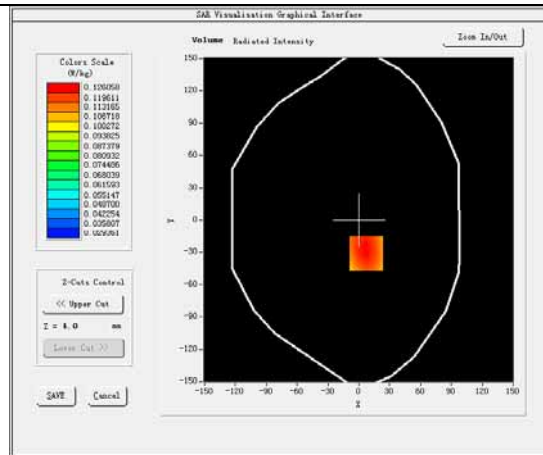 SAR Visualisation Graphical Interface
Volume Radiated Intensity
Zoom In/Out
Colors Scale
(W/kg)
0.126058
0.119611
0.113165
0.106718
0.100272
0.093825
0.087379
0.080932
0.074486
0.068039
0.061593
0.055147
0.048700
0.042254
0.035807
0.029361
Z-Cuts Control
<< Upper Cut
Z = 4.0 mm
Lower Cut >>
SAVE Cancel
150
120
90
60
30
0
-30
-60
-90
-120
-150
Y
-150 -120 -90 -60 -30 0 30 60 90 120 150
X